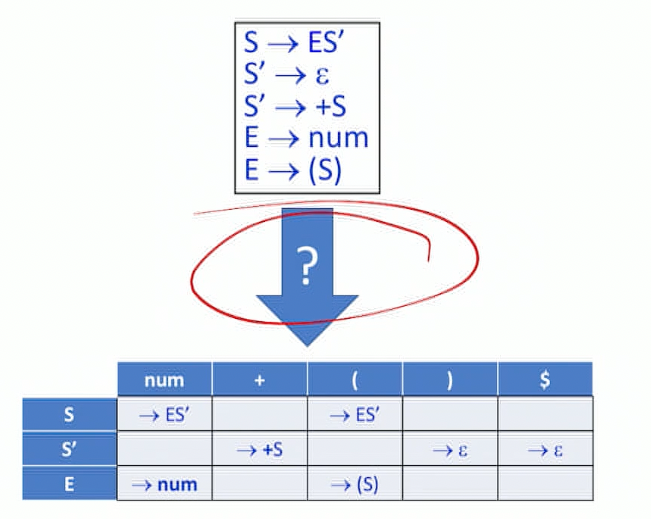 S → ES’
S’ → ε
S’ → +S
E → num
E → (S)
?
num + ( ) $
S → ES’ → ES’
S’ → +S → ε → ε
E → num → (S)